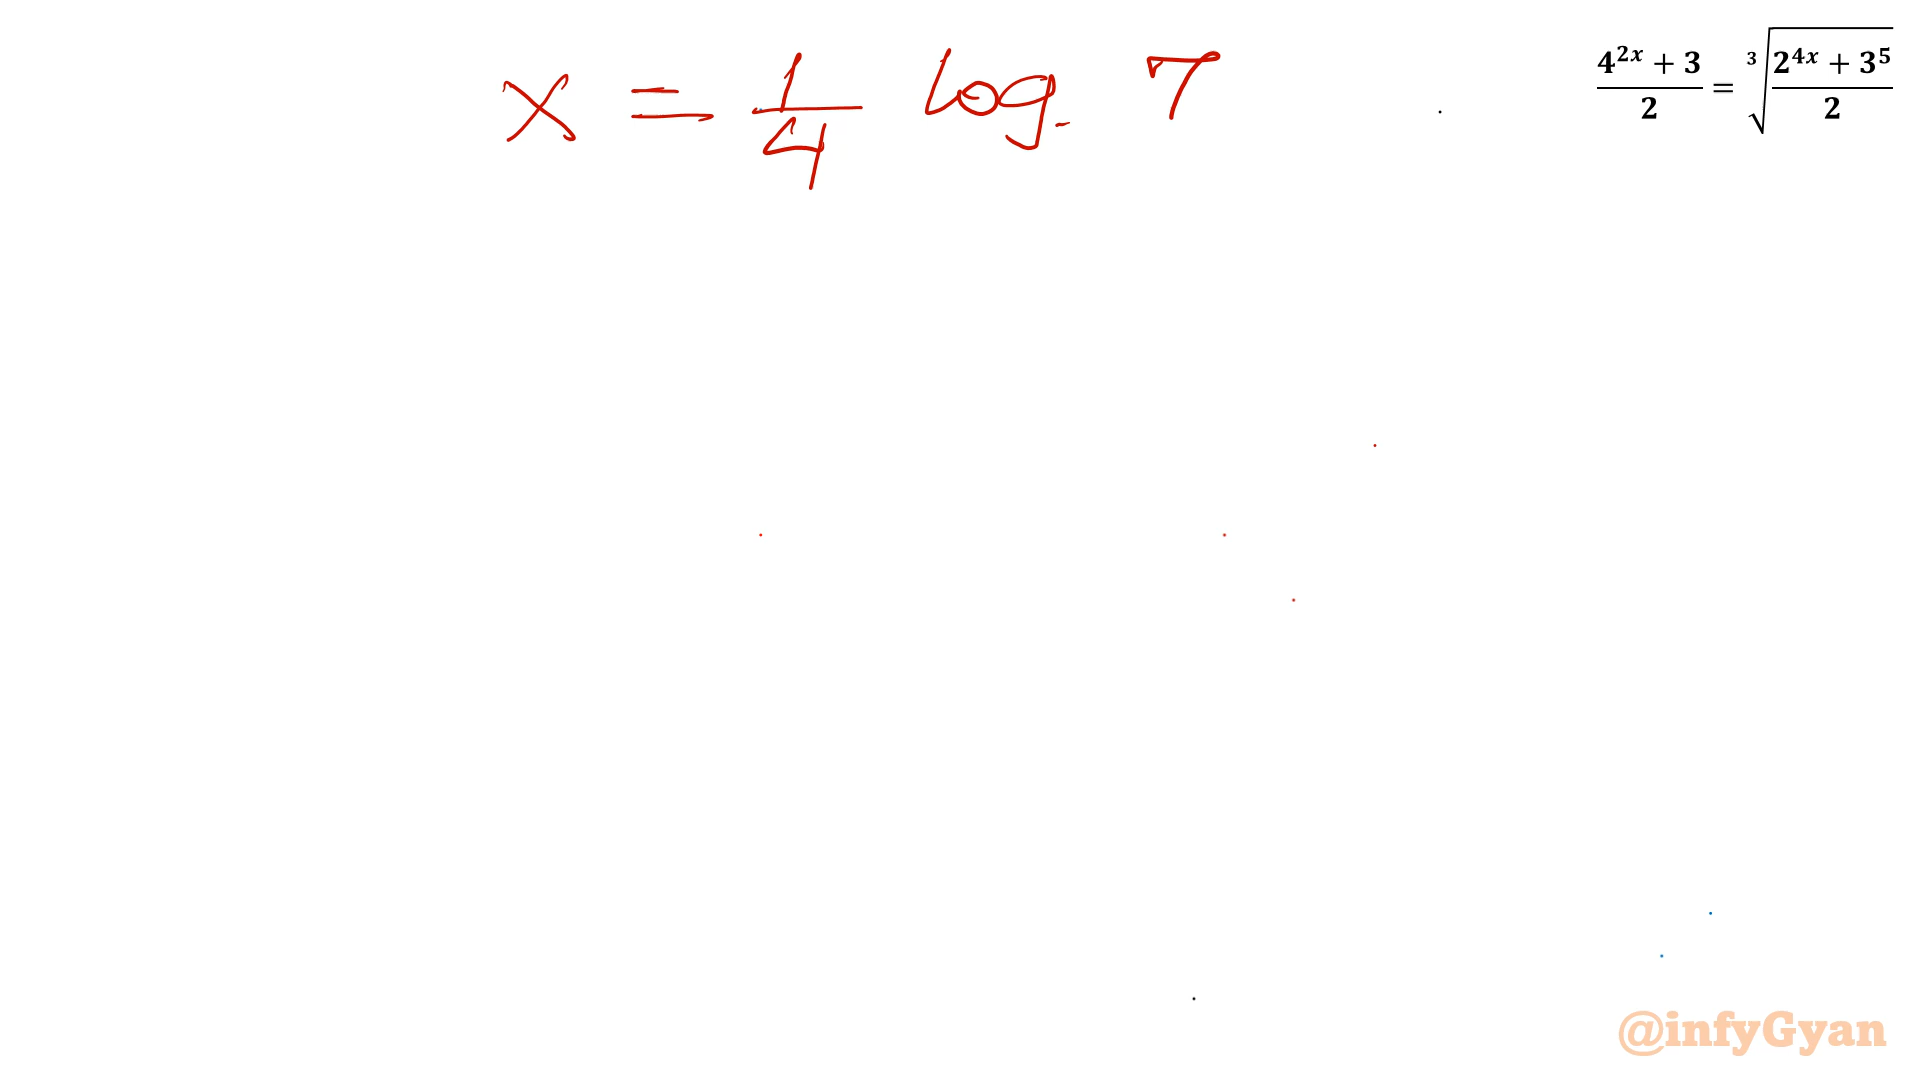 x = 1/4 log 7
(4^{2x} + 3)/2 = ∛((2^{4x} + 3^5)/2)
@infyGyan